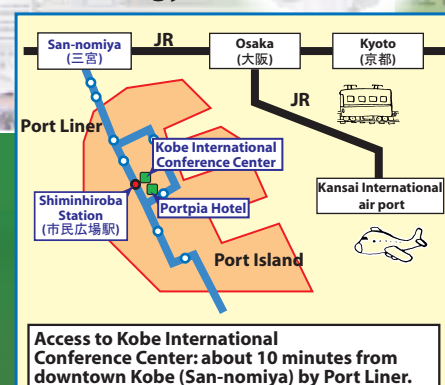 JR
San-nomiya
(三宮)
Osaka
(大阪)
Kyoto
(京都)
JR
Port Liner
Kobe International
Conference Center
Kansai International
air port
Shiminhiroba
Station
(市民広場駅)
Portpia Hotel
Port Island
Access to Kobe International
Conference Center: about 10 minutes from
downtown Kobe (San-nomiya) by Port Liner.